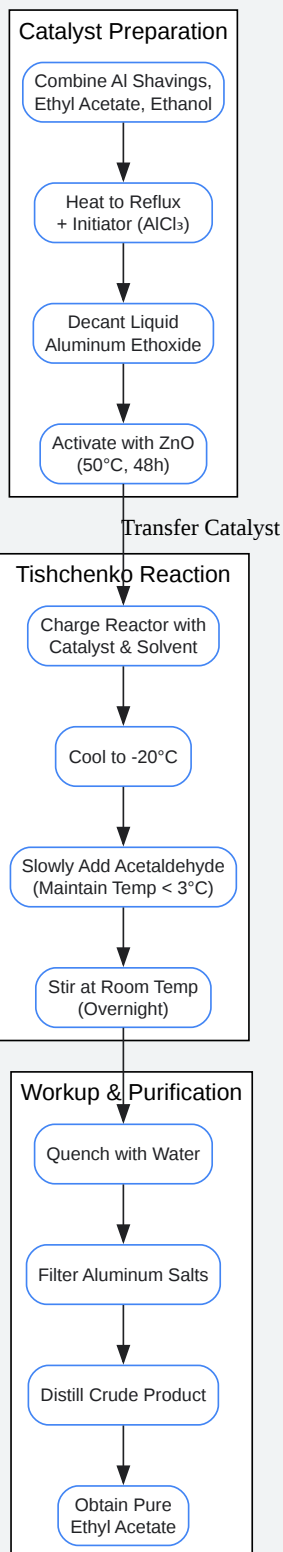 Catalyst Preparation
Combine Al Shavings,
Ethyl Acetate, Ethanol
Heat to Reflux
+ Initiator (AlCl₃)
Decant Liquid
Aluminum Ethoxide
Activate with ZnO
(50°C, 48h)
Transfer Catalyst
Tishchenko Reaction
Charge Reactor with
Catalyst & Solvent
Cool to -20°C
Slowly Add Acetaldehyde
(Maintain Temp < 3°C)
Stir at Room Temp
(Overnight)
Workup & Purification
Quench with Water
Filter Aluminum Salts
Distill Crude Product
Obtain Pure
Ethyl Acetate